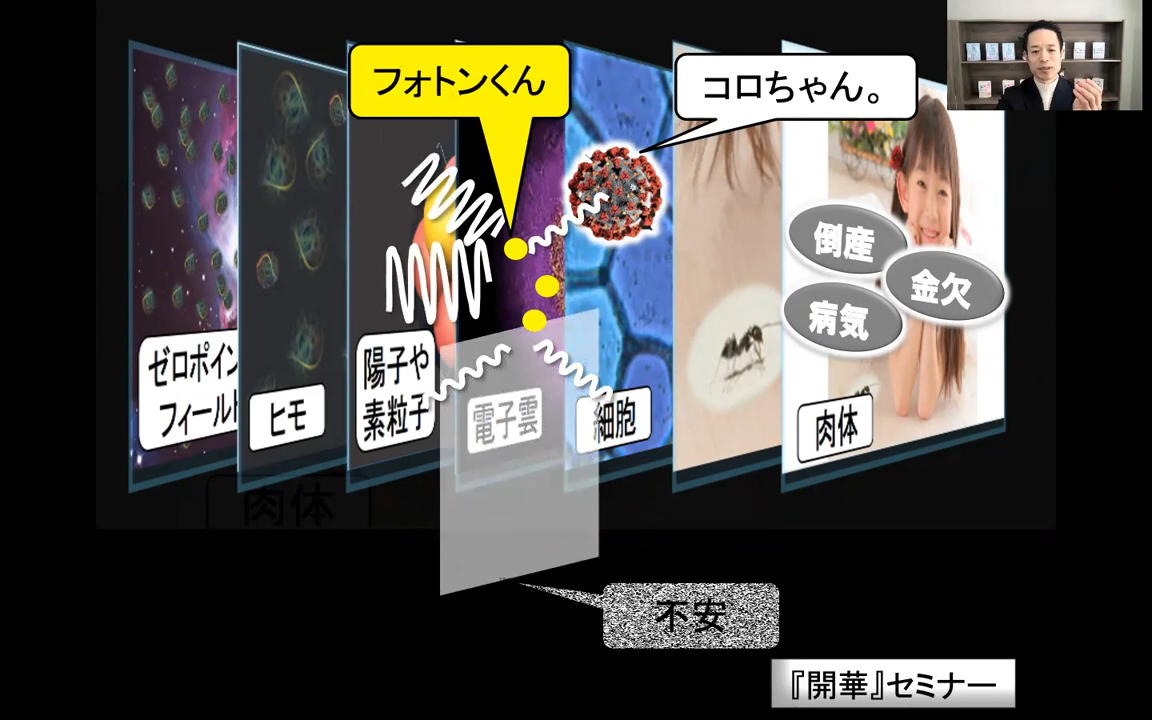 フォトンくん
コロちゃん。
倒産
金欠
病気
ゼロポイン
フィール
ヒモ
陽子や
素粒子
電子雲
細胞
肉体
肉体
不安
『開華』セミナー